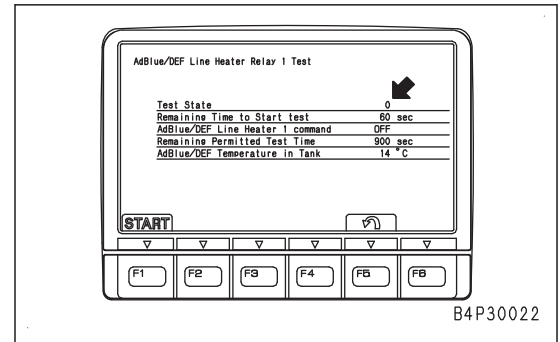 AdBlue/DEF Line Heater Relay 1 Test
Test State 0
Remaining Time to Start test 60 sec
AdBlue/DEF Line Heater 1 command OFF
Remaining Permitted Test Time 900 sec
AdBlue/DEF Temperature in Tank 14 °C
START
F1 F2 F3 F4 F5 F6
B4P30022